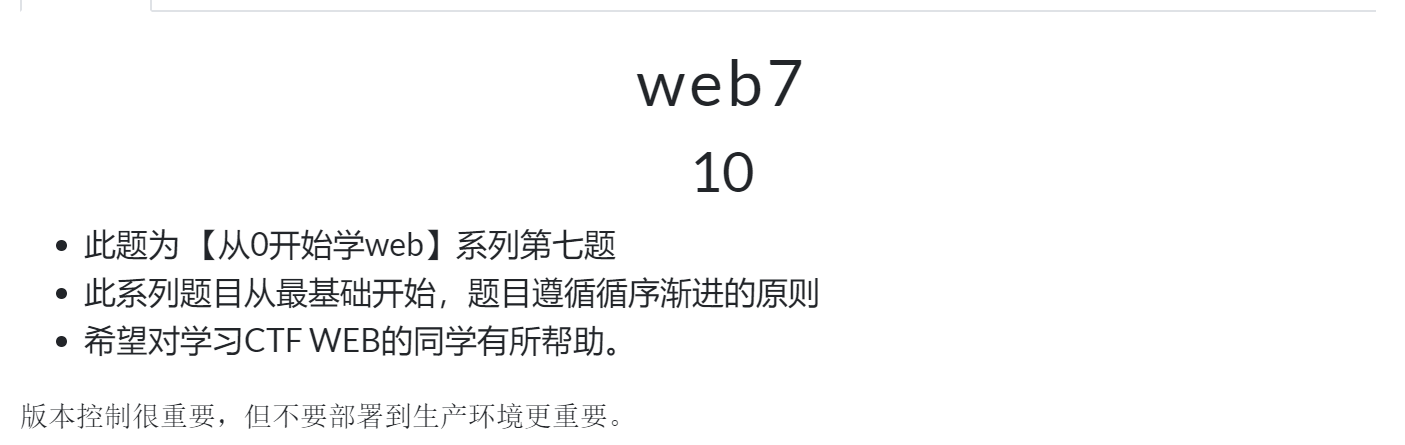 web7
10
此题为 【从0开始学web】系列第七题
此系列题目从最基础开始，题目遵循循序渐进的原则
希望对学习CTF WEB的同学有所帮助。
版本控制很重要，但不要部署到生产环境更重要。